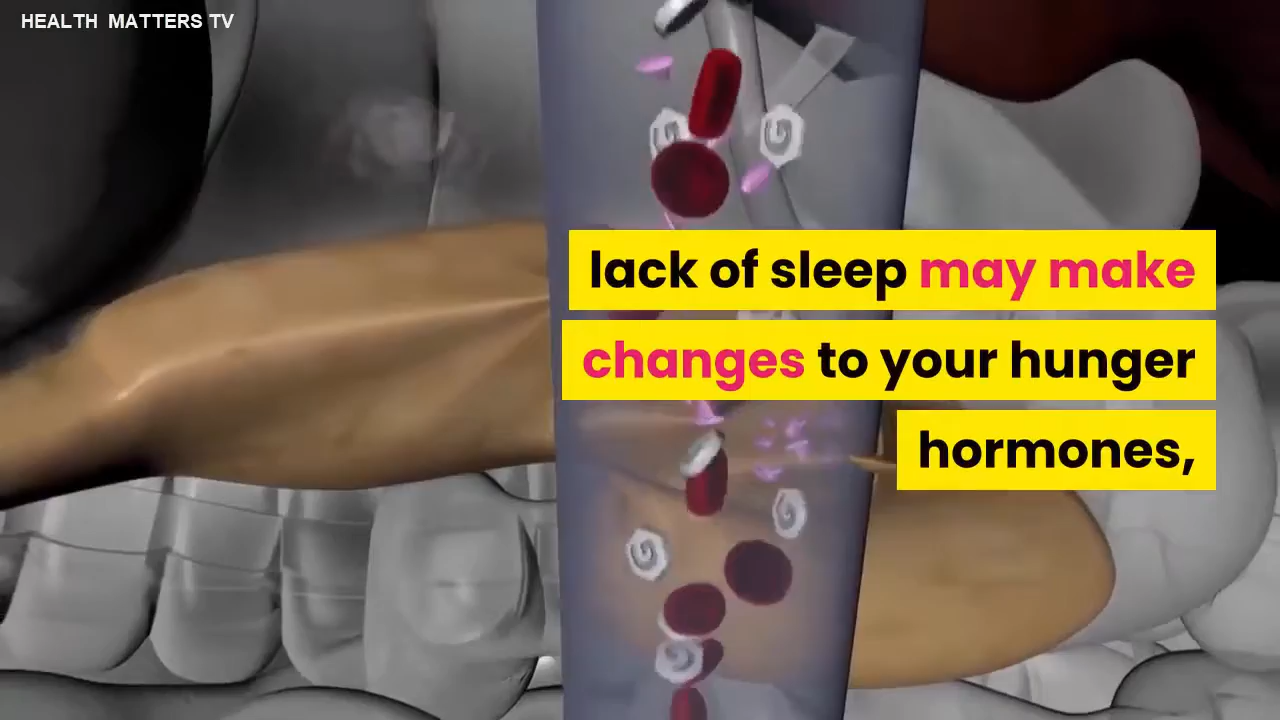 HEALTH MATTERS TV
lack of sleep may make
changes to your hunger
hormones,